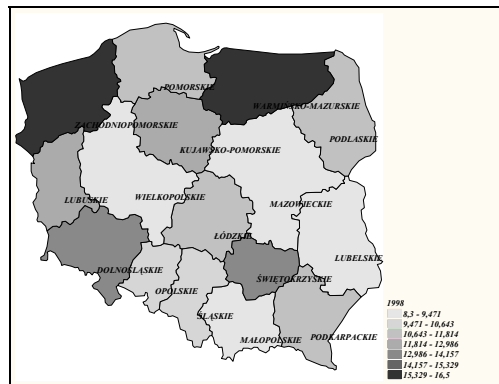 POMORSKIE
WARMIŃSKO-MAZURSKIE
ZACHODNIOPOMORSKIE
PODLASKIE
KUJAWSKO-POMORSKIE
LUBUSKIE
WIELKOPOLSKIE
MAZOWIECKIE
ŁÓDZKIE
LUBELSKIE
DOLNOŚLĄSKIE
ŚWIĘTOKRZYSKIE
OPOLSKIE
ŚLĄSKIE
PODKARPACKIE
MAŁOPOLSKIE
1998
8,3 - 9,471
9,471 - 10,643
10,643 - 11,814
11,814 - 12,986
12,986 - 14,157
14,157 - 15,329
15,329 - 16,5